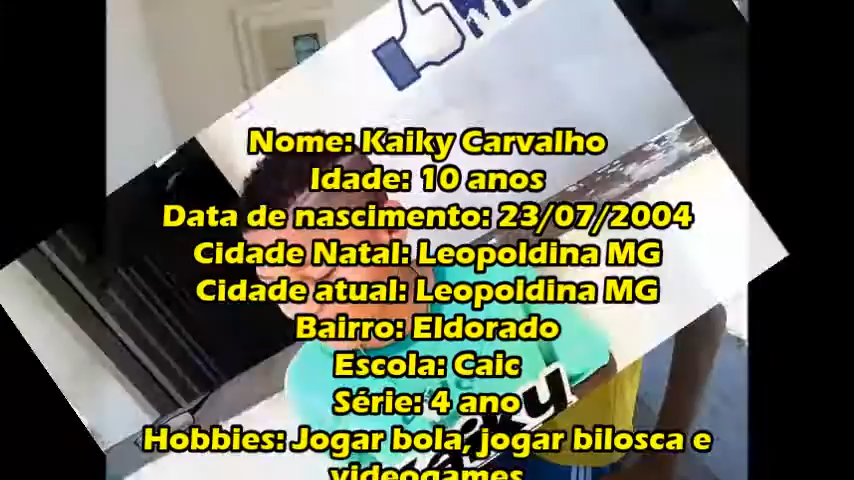 Nome: Kaiky Carvalho
Idade: 10 anos
Data de nascimento: 23/07/2004
Cidade Natal: Leopoldina MG
Cidade atual: Leopoldina MG
Bairro: Eldorado
Escola: Caic
Série: 4 ano
Hobbies: Jogar bola, jogar bilosca e
videogames